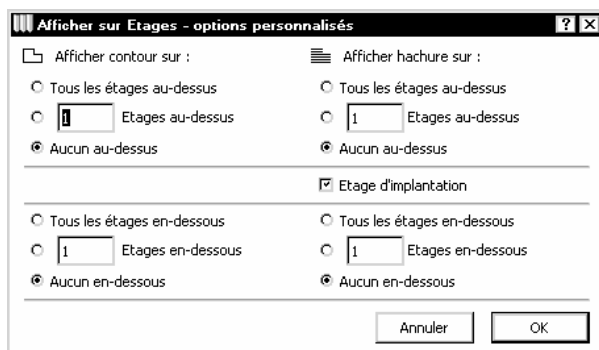 Afficher sur Etages - options personnalisés
Afficher contour sur :
Tous les étages au-dessus
1 Etages au-dessus
Aucun au-dessus
Afficher hachure sur :
Tous les étages au-dessus
1 Etages au-dessus
Aucun au-dessus
Etage d'implantation
Tous les étages en-dessous
1 Etages en-dessous
Aucun en-dessous
Tous les étages en-dessous
1 Etages en-dessous
Aucun en-dessous
Annuler
OK